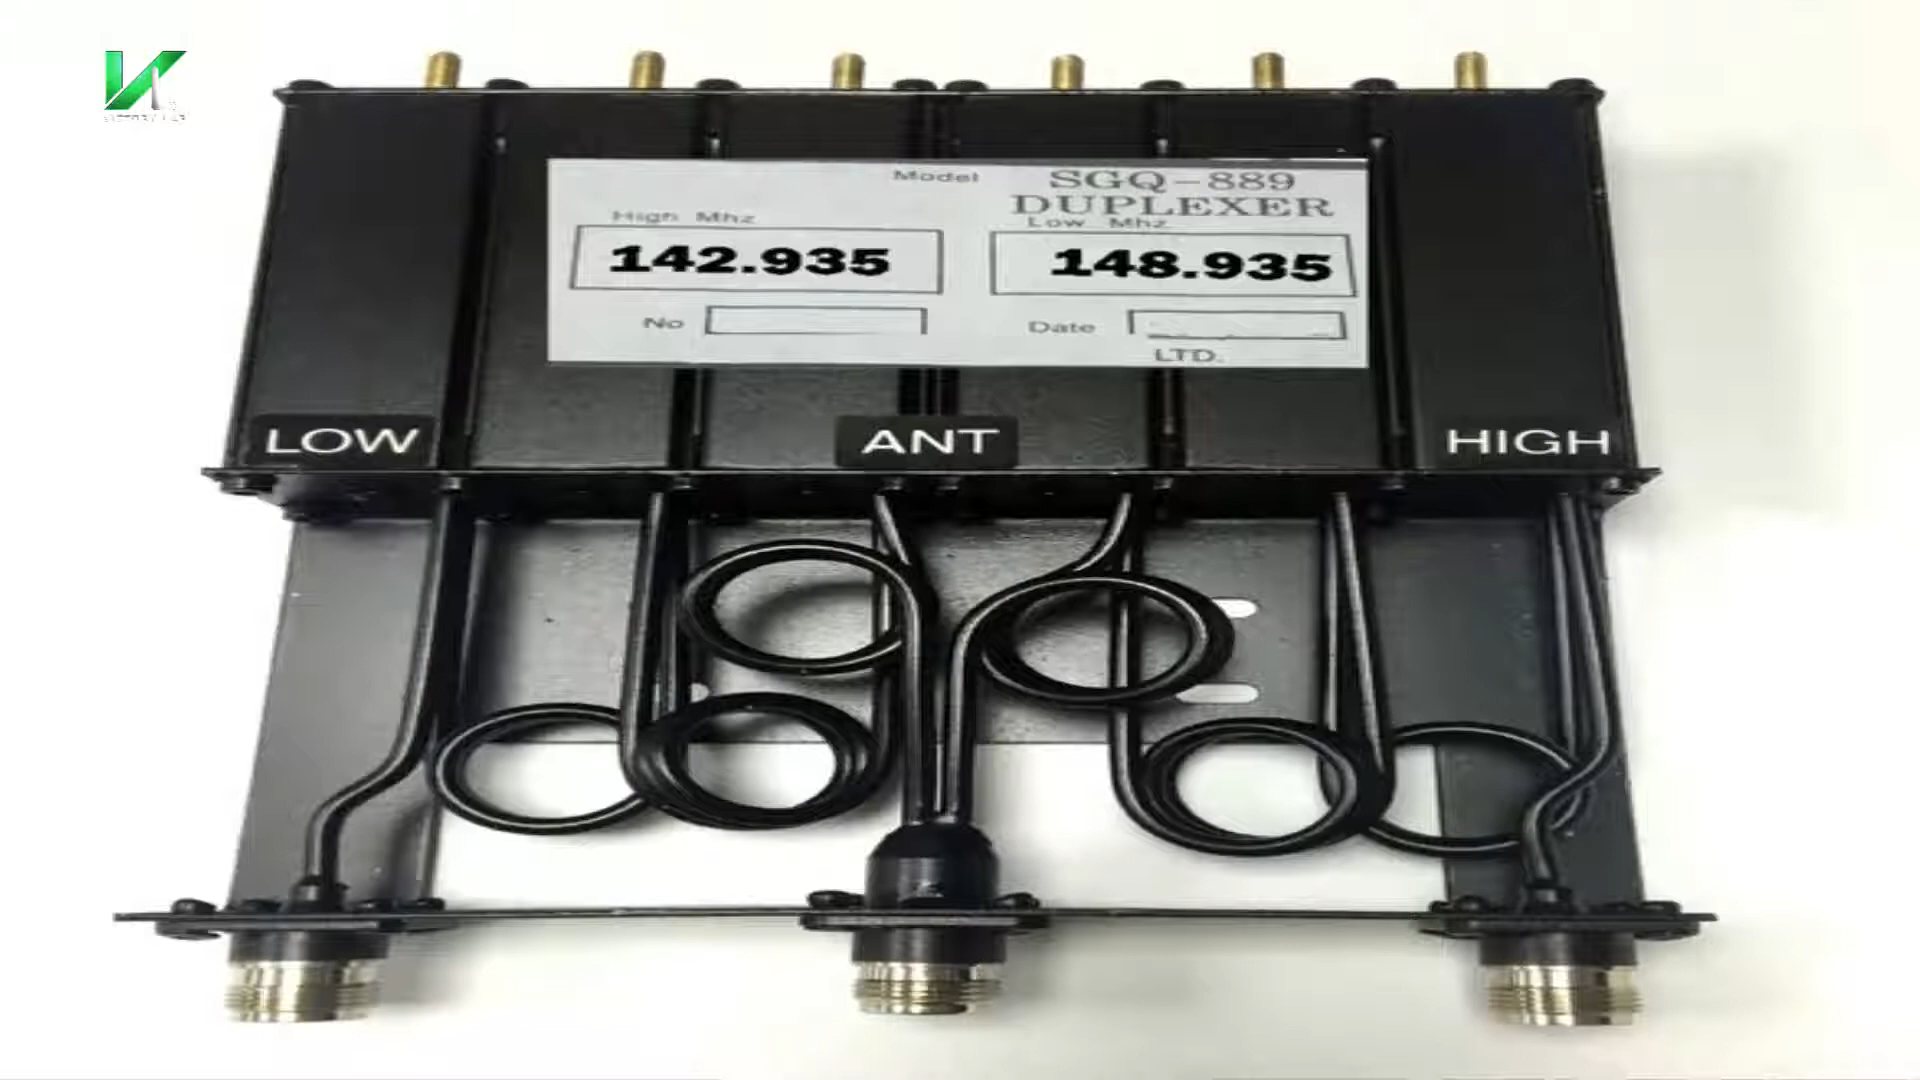 Model SGQ-889
DUPLEXER
High Mhz Low Mhz
142.935 148.935
No Date
LTD.
LOW ANT HIGH